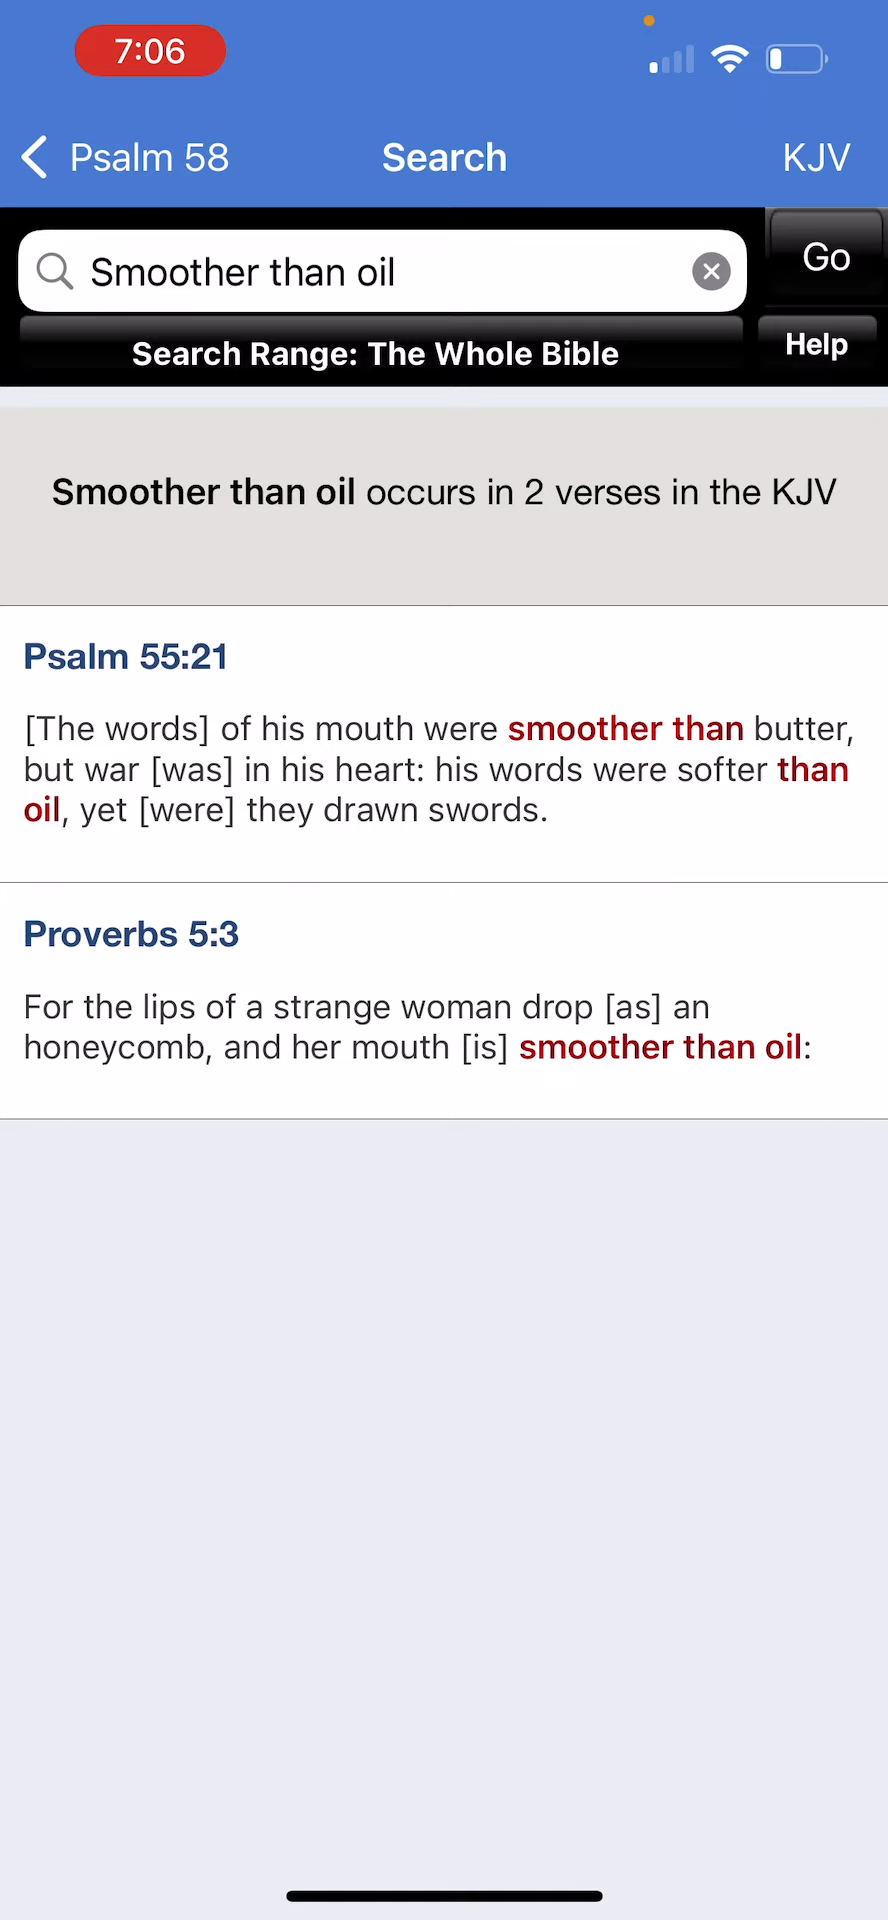 7:06
Psalm 58 Search KJV
Smoother than oil Go
Search Range: The Whole Bible Help
Smoother than oil occurs in 2 verses in the KJV
Psalm 55:21
[The words] of his mouth were smoother than butter,
but war [was] in his heart: his words were softer than
oil, yet [were] they drawn swords.
Proverbs 5:3
For the lips of a strange woman drop [as] an
honeycomb, and her mouth [is] smoother than oil: